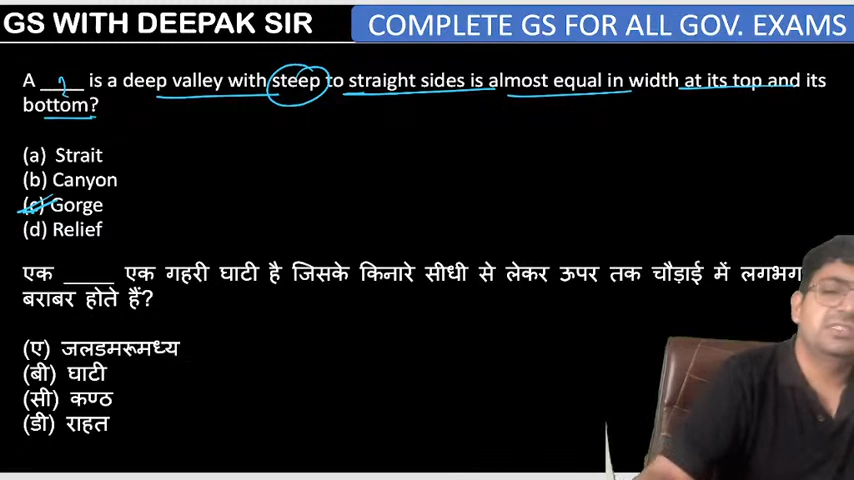 GS WITH DEEPAK SIR
COMPLETE GS FOR ALL GOV. EXAMS
A ____ is a deep valley with steep to straight sides is almost equal in width at its top and its
bottom?
(a) Strait
(b) Canyon
(c) Gorge
(d) Relief
एक ____ एक गहरी घाटी है जिसके किनारे सीधी से लेकर ऊपर तक चौड़ाई में लगभग
बराबर होते हैं?
(ए) जलडमरूमध्य
(बी) घाटी
(सी) कण्ठ
(डी) राहत